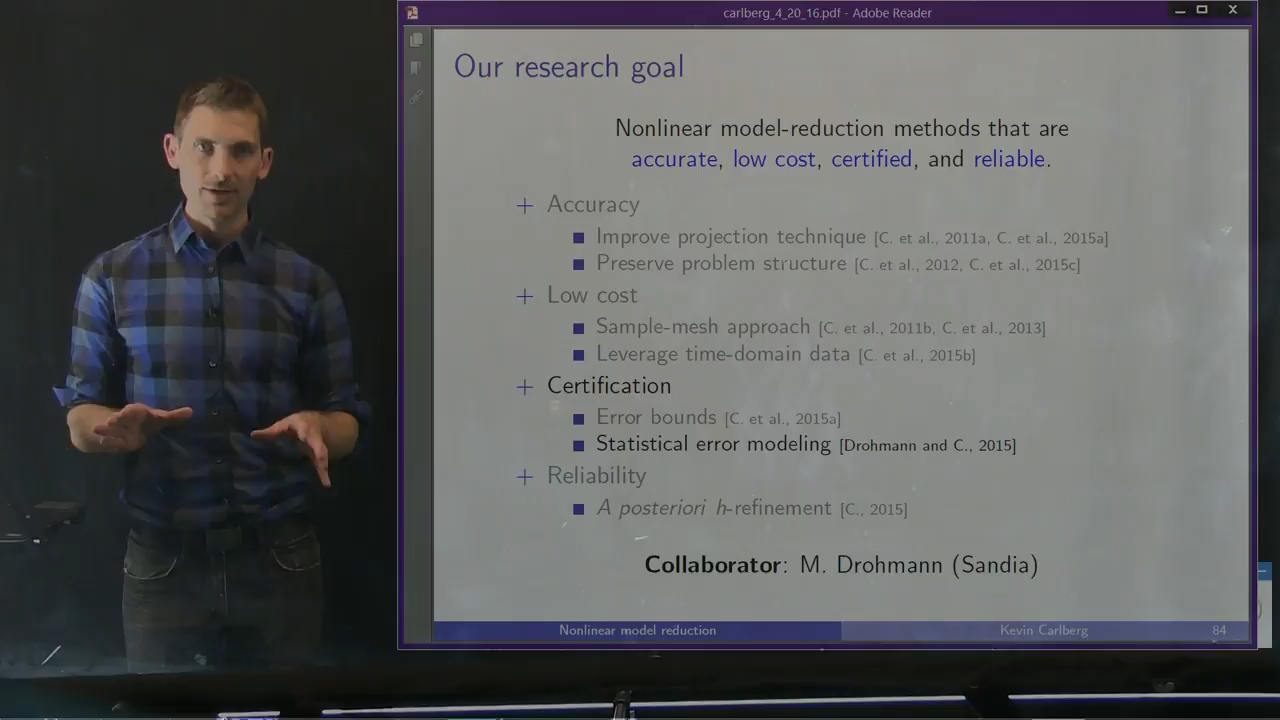 carlberg_4_20_16.pdf - Adobe Reader
Our research goal
Nonlinear model-reduction methods that are
accurate, low cost, certified, and reliable.
+ Accuracy
■ Improve projection technique [C. et al., 2011a, C. et al., 2015a]
■ Preserve problem structure [C. et al., 2012, C. et al., 2015c]
+ Low cost
■ Sample-mesh approach [C. et al., 2011b, C. et al., 2013]
■ Leverage time-domain data [C. et al., 2015b]
+ Certification
■ Error bounds [C. et al., 2015a]
■ Statistical error modeling [Drohmann and C., 2015]
+ Reliability
■ A posteriori h-refinement [C., 2015]
Collaborator: M. Drohmann (Sandia)
Nonlinear model reduction Kevin Carlberg 84